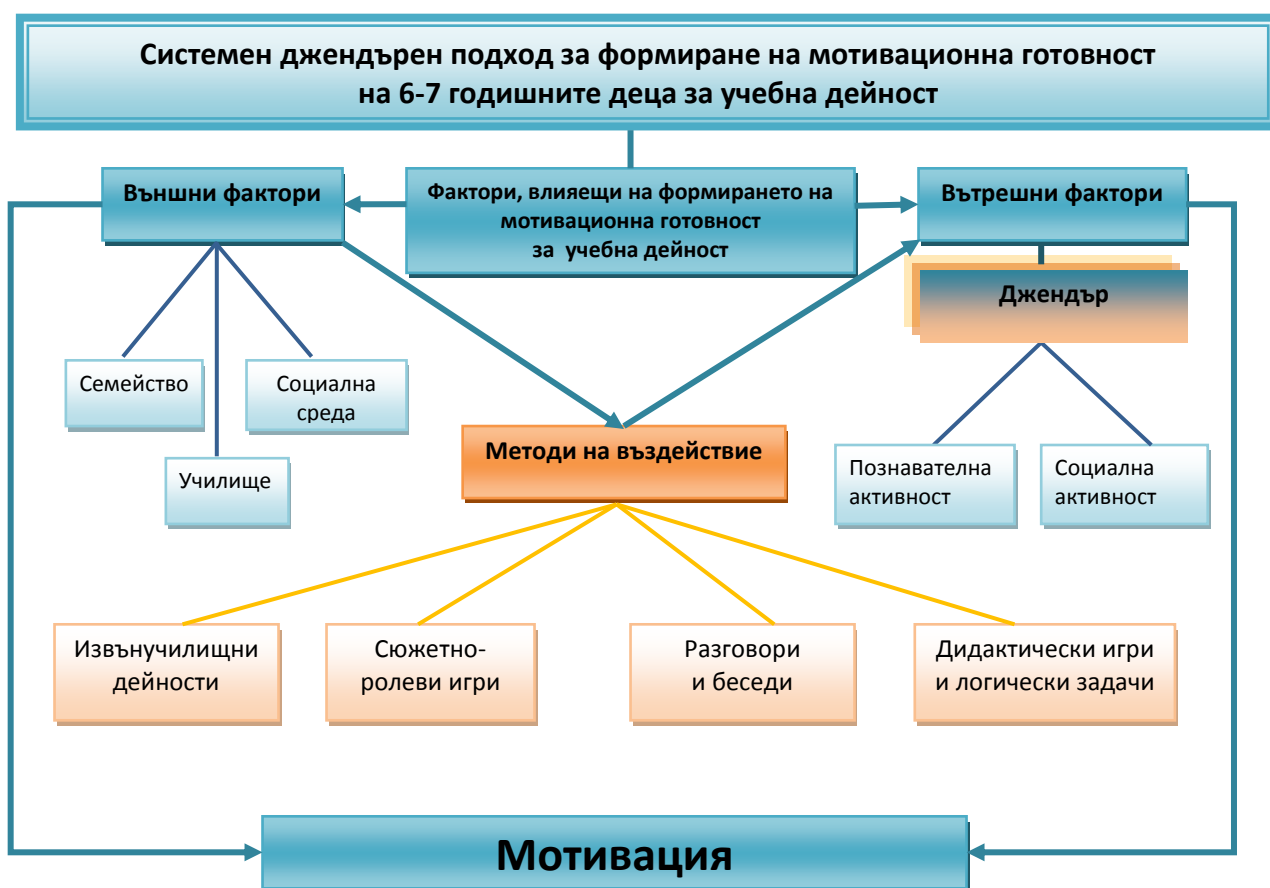 Системен джендърен подход за формиране на мотивационна готовност
на 6-7 годишните деца за учебна дейност
Външни фактори
Фактори, влияещи на формирането на
мотивационна готовност
за учебна дейност
Вътрешни фактори
Джендър
Семейство
Социална
среда
Училище
Методи на въздействие
Познавателна
активност
Социална
активност
Извънучилищни
дейности
Сюжетно-
ролеви игри
Разговори
и беседи
Дидактически игри
и логически задачи
Мотивация